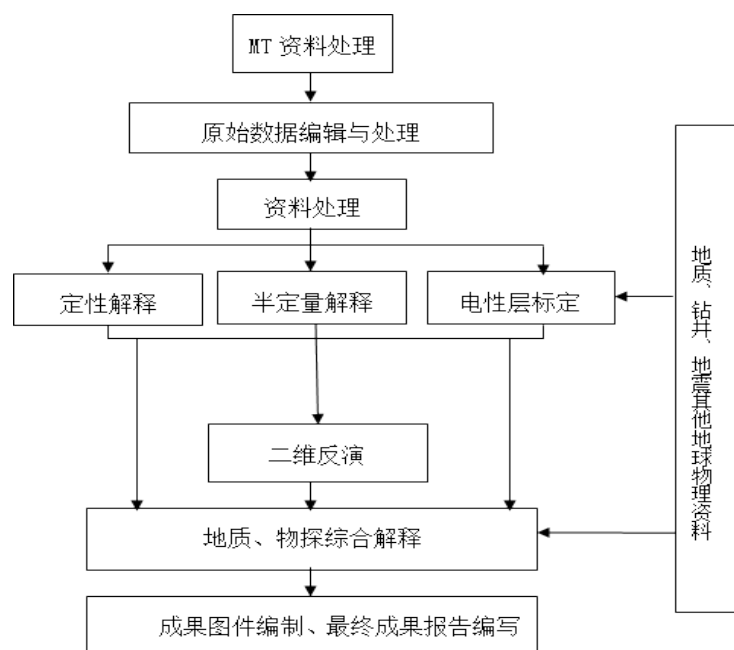 MT 资料处理
原始数据编辑与处理
资料处理
定性解释
半定量解释
电性层标定
二维反演
地质、物探综合解释
成果图件编制、最终成果报告编写
地质、钻井、地震其他地球物理资料